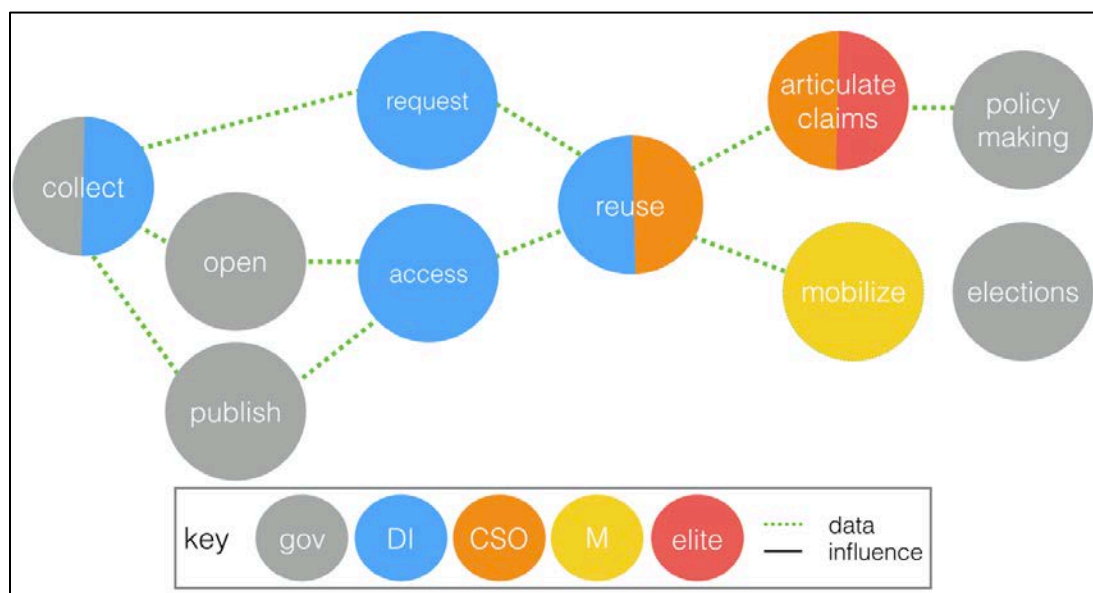 collect
request
open
access
publish
reuse
articulate
claims
policy
making
mobilize
elections
key
gov
DI
CSO
M
elite
data
influence